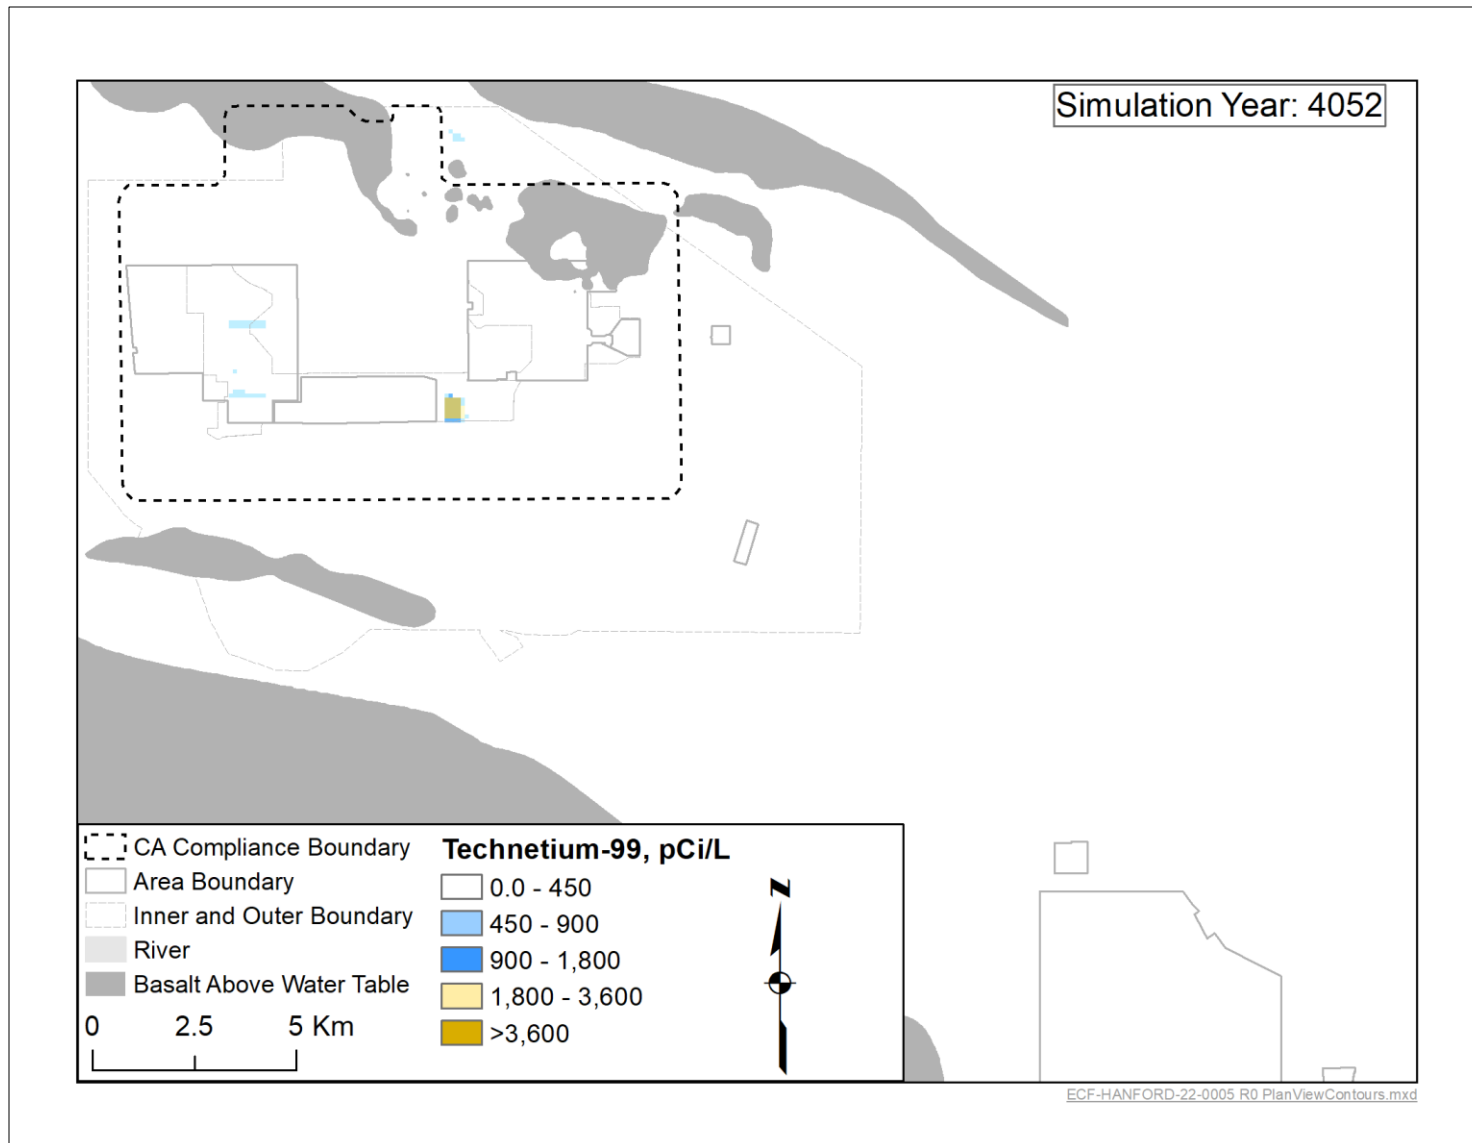 Simulation Year: 4052
CA Compliance Boundary
Area Boundary
Inner and Outer Boundary
River
Basalt Above Water Table
0 2.5 5 Km
Technetium-99, pCi/L
0.0 - 450
450 - 900
900 - 1,800
1,800 - 3,600
>3,600
N
ECF-HANFORD-22-0005 R0 PlanViewContours.mxd